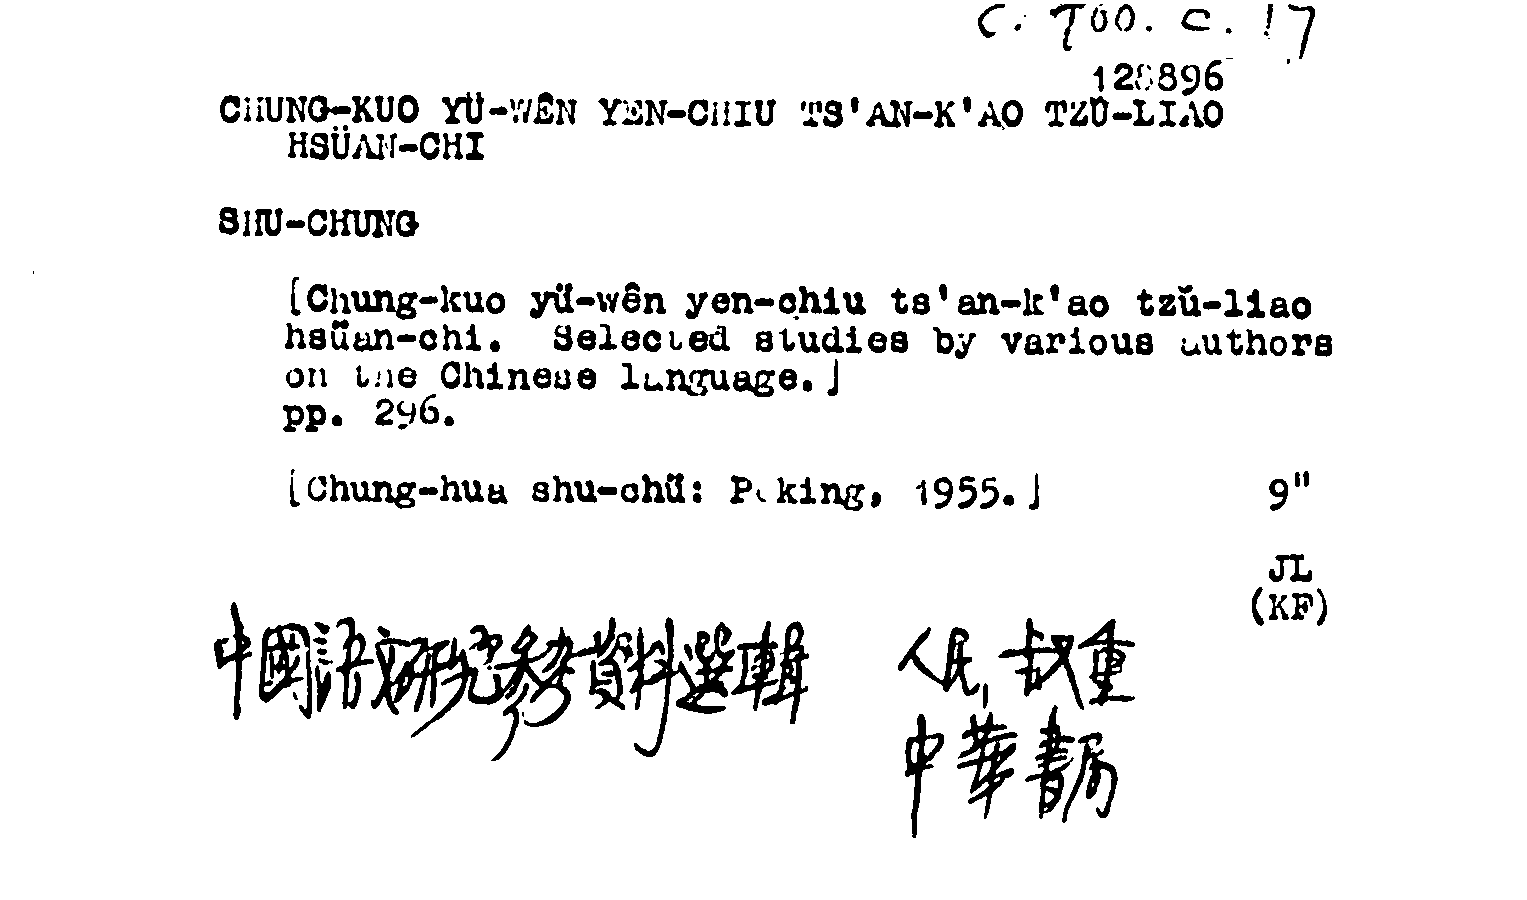 C. 700. c. 17
128896
CHUNG-KUO YÜ-WÊN YEN-CHIU TS'AN-K'AO TZǓ-LIAO
HSÜAN-CHI
SHU-CHUNG
[Chung-kuo yü-wên yen-chiu ts'an-k'ao tzǔ-liao
hsüan-chi. Selected studies by various authors
on the Chinese language.]
pp. 296.
[Chung-hua shu-chü: Peking, 1955.] 9"
JL
(KF)
中國語文研究參考資料選輯 人民, 叔重
中華書局